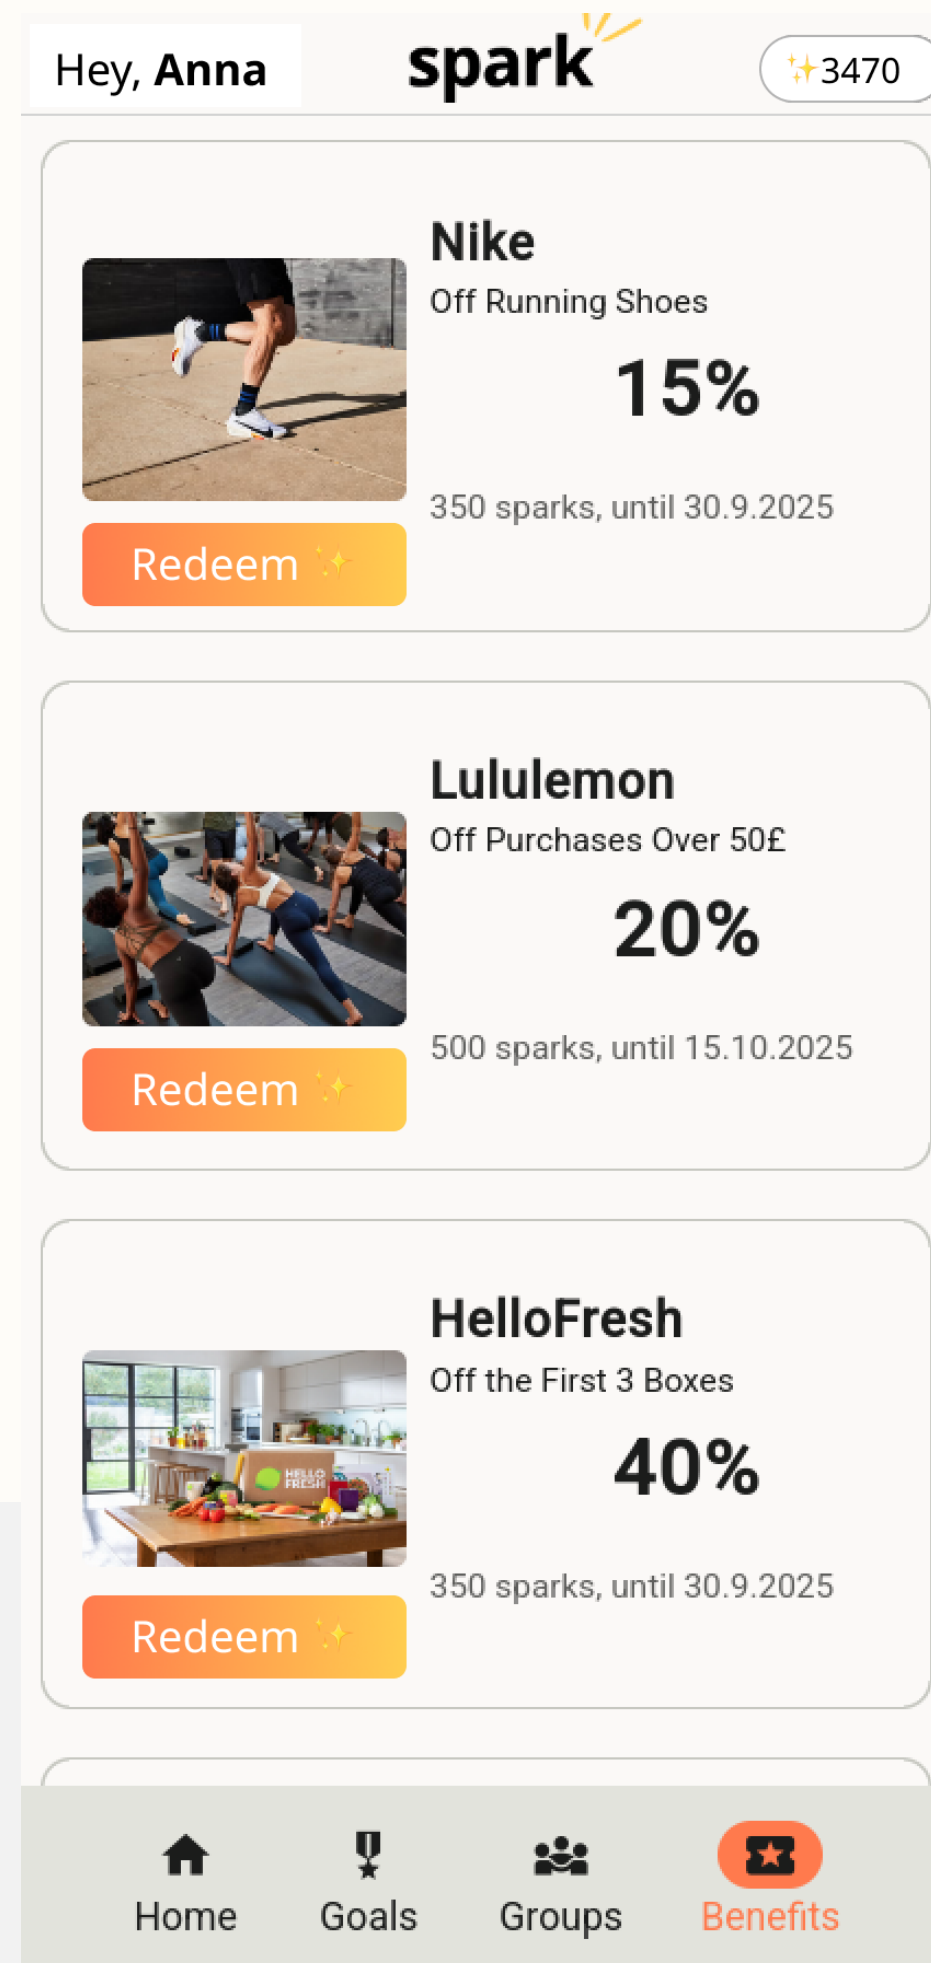 Hey, Anna
spark
✨3470
Nike
Off Running Shoes
15%
350 sparks, until 30.9.2025
Redeem ✨
Lululemon
Off Purchases Over 50£
20%
500 sparks, until 15.10.2025
Redeem ✨
HelloFresh
Off the First 3 Boxes
40%
HELLO
FRESH
350 sparks, until 30.9.2025
Redeem ✨
Home
Goals
Groups
Benefits